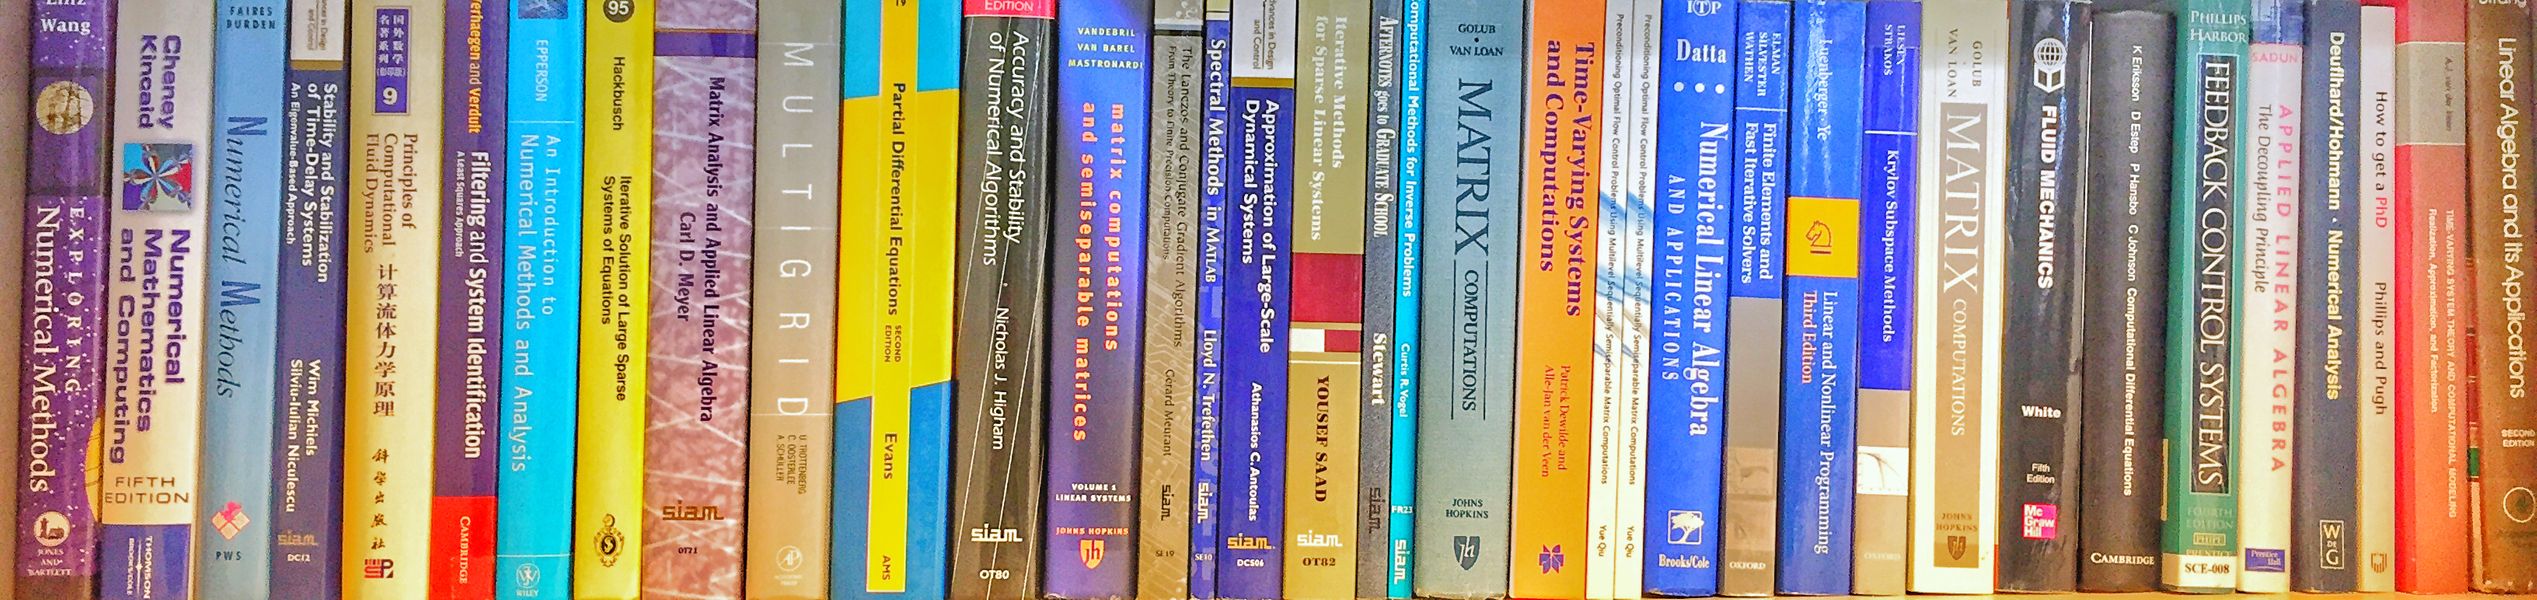 Linz
Wang
EXPLORING
Numerical Methods
JONES
AND
BARTLETT
Cheney
Kincaid
Numerical
Mathematics
and Computing
FIFTH
EDITION
THOMSON
BROOKS/COLE
FAIRES
BURDEN
Numerical Methods
PWS
Advances in Design
and Control
Stability and Stabilization
of Time-Delay Systems
An Eigenvalue-Based Approach
Wim Michiels
Silviu-Iulian Niculescu
siam
DC12
国外数学
名著系列
(影印版)
9
Principles of
Computational
Fluid Dynamics
计算流体力学原理
科学出版社
Verhaegen and Verdult
Filtering and System Identification
A Least Squares Approach
CAMBRIDGE
EPPERSON
An Introduction to
Numerical Methods and Analysis
WILEY
95
Hackbusch
Iterative Solution of Large Sparse
Systems of Equations
Matrix Analysis and Applied Linear Algebra
Carl D. Meyer
siam
OT71
MULTIGRID
U TROTTENBERG
C OOSTERLEE
A SCHÜLLER
AP
19
Partial Differential Equations
SECOND
EDITION
Evans
AMS
EDITION
Accuracy and Stability
of Numerical Algorithms
Nicholas J. Higham
siam
OT80
VANDEBRIL
VAN BAREL
MASTRONARDI
matrix computations
and semiseparable matrices
VOLUME 1
LINEAR SYSTEMS
JOHNS HOPKINS
The Lanczos and Conjugate Gradient Algorithms
From Theory to Finite Precision Computations
Gérard Meurant
siam
SE19
Spectral Methods in MATLAB
Lloyd N. Trefethen
siam
SE10
Advances in Design
and Control
Approximation of Large-Scale
Dynamical Systems
Athanasios C. Antoulas
siam
DC06
Iterative Methods
for Sparse Linear Systems
YOUSEF SAAD
siam
OT82
AFTERNOTES goes to GRADUATE SCHOOL
Stewart
siam
Computational Methods for Inverse Problems
Curtis R. Vogel
FR23
siam
GOLUB
VAN LOAN
MATRIX COMPUTATIONS
JOHNS
HOPKINS
Time-Varying Systems
and Computations
Patrick Dewilde and
Alle-Jan van der Veen
Preconditioning Optimal Flow Control Problems Using Multilevel Sequentially Semiseparable Matrix Computations
Yue Qiu
Preconditioning Optimal Flow Control Problems Using Multilevel Sequentially Semiseparable Matrix Computations
Yue Qiu
ITP
Datta
Numerical Linear Algebra
AND APPLICATIONS
Brooks/Cole
ELMAN
SILVESTER
WATHEN
Finite Elements and
Fast Iterative Solvers
OXFORD
Luenberger · Ye
Linear and Nonlinear Programming
Third Edition
LIESEN
STRAKOS
Krylov Subspace Methods
OXFORD
GOLUB
VAN LOAN
MATRIX COMPUTATIONS
JOHNS
HOPKINS
FLUID MECHANICS
White
Fifth
Edition
Mc
Graw
Hill
K Eriksson D Estep P Hansbo C Johnson Computational Differential Equations
CAMBRIDGE
PHILLIPS
HARBOR
FEEDBACK CONTROL SYSTEMS
FOURTH
EDITION
PHIPE
PRENTICE
SCE-008
SADUN
APPLIED LINEAR ALGEBRA
The Decoupling Principle
Prentice
Hall
Deuflhard/Hohmann · Numerical Analysis
W
DE
G
How to get a PhD
Phillips and Pugh
A.J. van der Veen
TIME-VARYING SYSTEM THEORY AND COMPUTATIONAL MODELING
Realization, Approximation, and Factorization
Strang
Linear Algebra and Its Applications
SECOND
EDITION